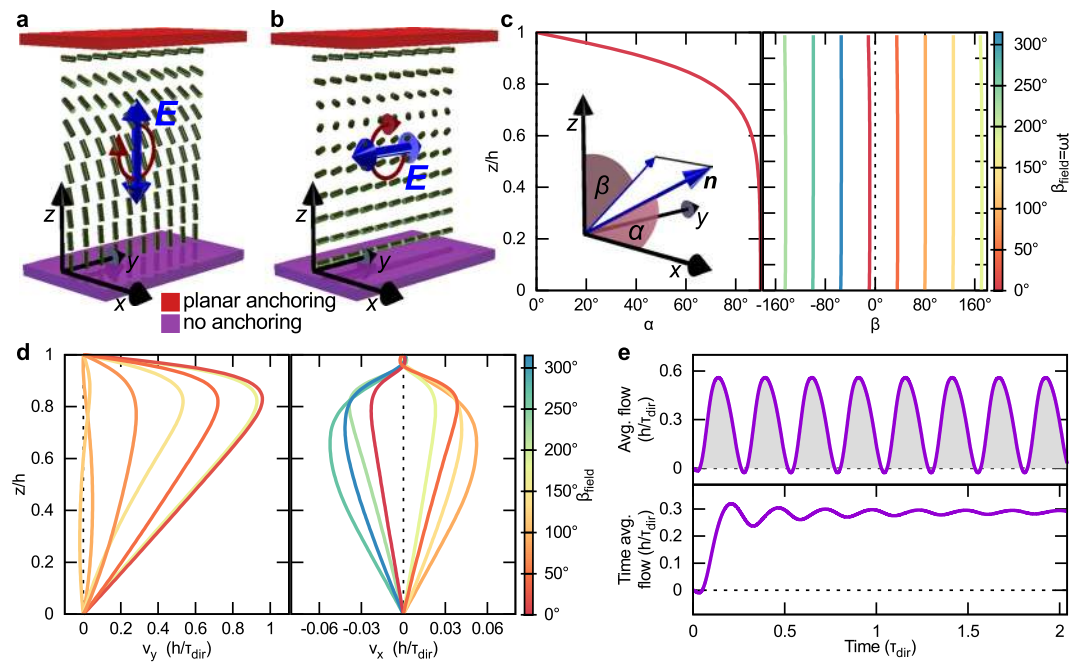 a
E
z
y
x
b
E
z
y
x
planar anchoring
no anchoring
c
1
0.8
0.6
0.4
0.2
0
z/h
z
β
n
y
α
x
0° 20° 40° 60° 80°
α
-160° -80° 0° 80° 160°
β
300°
250°
200°
150°
100°
50°
0°
β_field=ωt
d
1
0.8
0.6
0.4
0.2
0
z/h
0 0.2 0.4 0.6 0.8 1
v_y (h/τ_dir)
-0.06 -0.03 0 0.03 0.06
v_x (h/τ_dir)
300°
250°
200°
150°
100°
50°
0°
β_field
e
0.6
0.3
0
Avg. flow
(h/τ_dir)
0.3
0.2
0.1
0
Time avg.
flow (h/τ_dir)
0 0.5 1 1.5 2
Time (τ_dir)